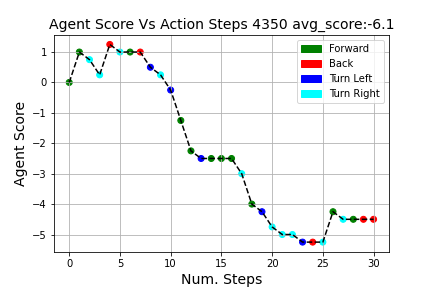 Agent Score Vs Action Steps 4350 avg_score:-6.1
Forward
Back
Turn Left
Turn Right
Agent Score
1
0
−1
−2
−3
−4
−5
0 5 10 15 20 25 30
Num. Steps